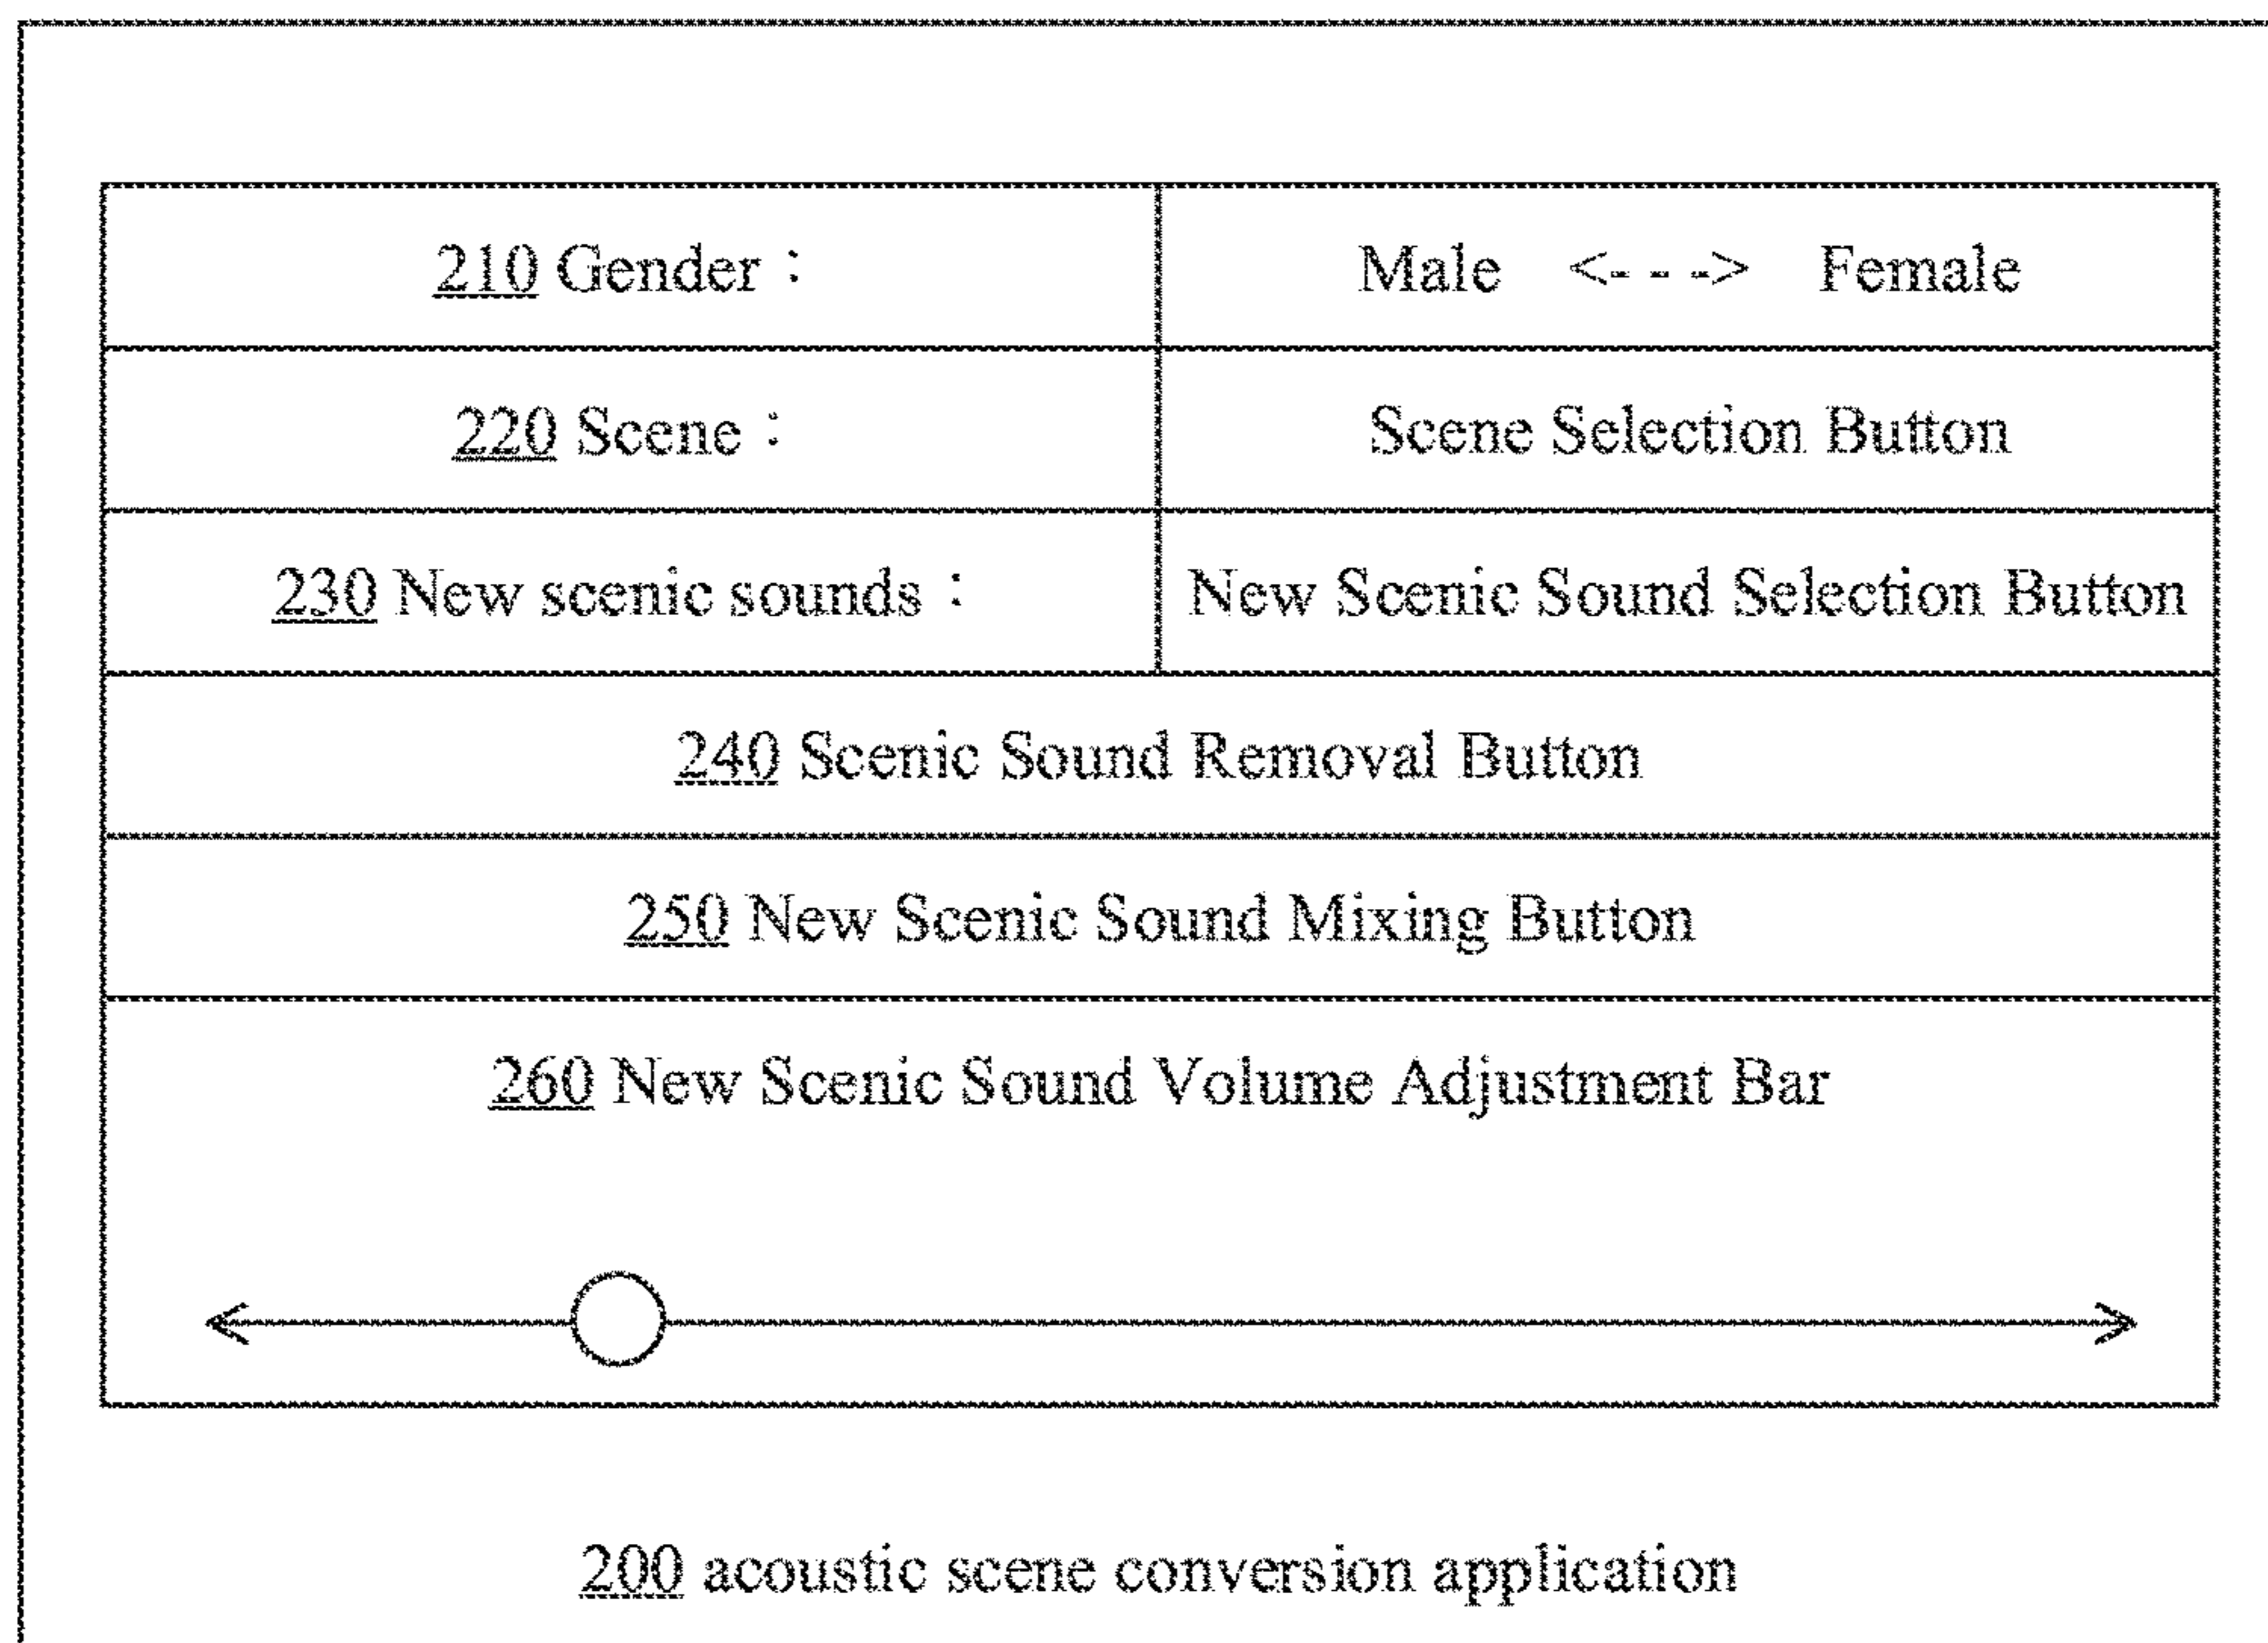 210 Gender : Male <- - -> Female
220 Scene : Scene Selection Button
230 New scenic sounds : New Scenic Sound Selection Button
240 Scenic Sound Removal Button
250 New Scenic Sound Mixing Button
260 New Scenic Sound Volume Adjustment Bar
200 acoustic scene conversion application